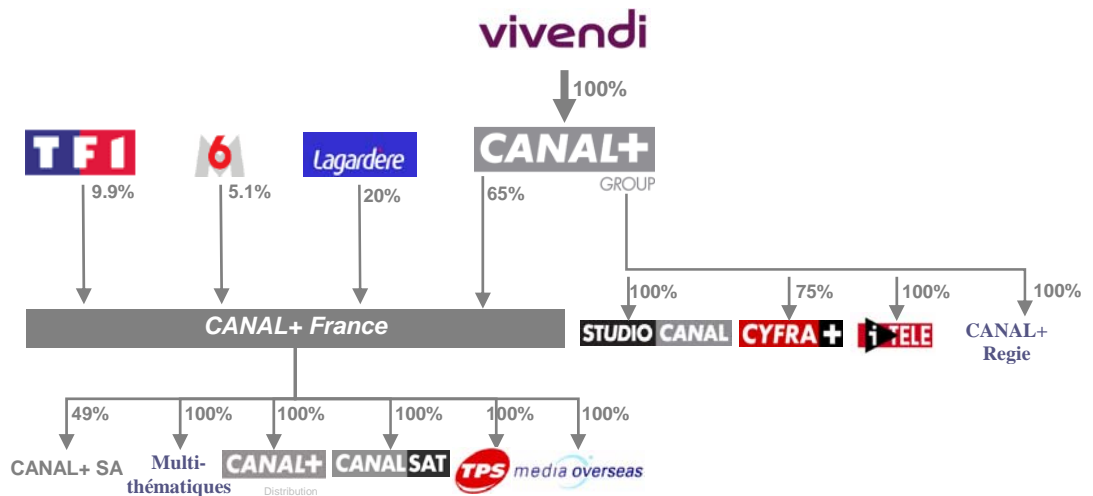 vivendi
100%
TF1
M6
Lagardère
CANAL+
GROUP
9.9%
5.1%
20%
65%
100%
75%
100%
100%
CANAL+ France
STUDIO CANAL
CYFRA +
i TELE
CANAL+
Regie
49%
100%
100%
100%
100%
100%
CANAL+ SA
Multi-
thématiques
CANAL+
Distribution
CANALSAT
TPS
media overseas